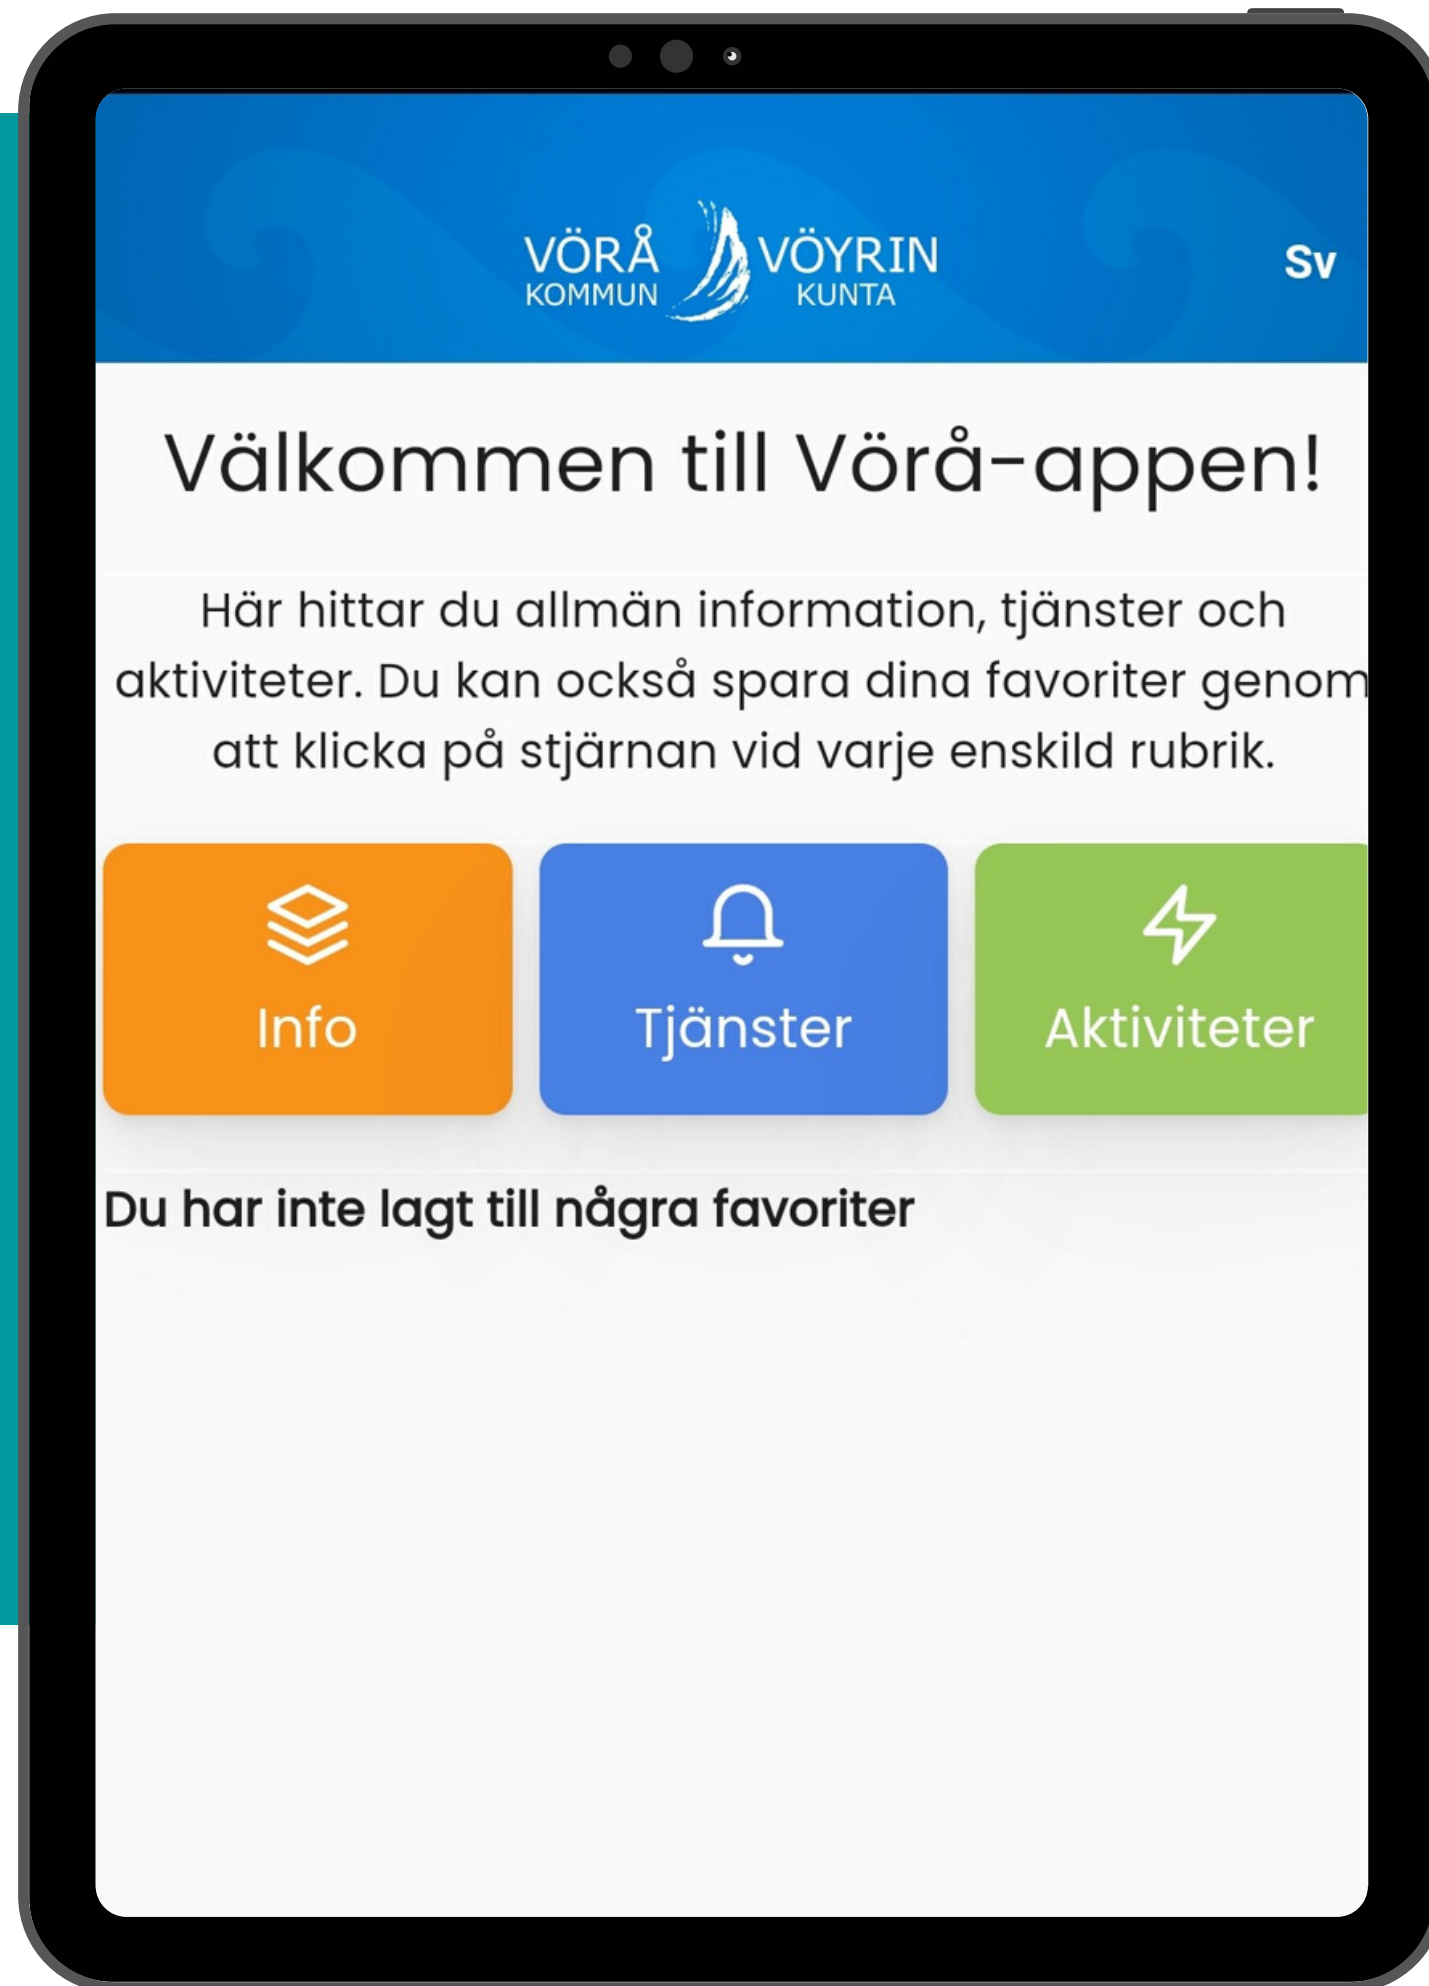 VÖRÅ VÖYRIN
KOMMUN KUNTA
Sv
Välkommen till Vörå-appen!
Här hittar du allmän information, tjänster och
aktiviteter. Du kan också spara dina favoriter genom
att klicka på stjärnan vid varje enskild rubrik.
Info
Tjänster
Aktiviteter
Du har inte lagt till några favoriter